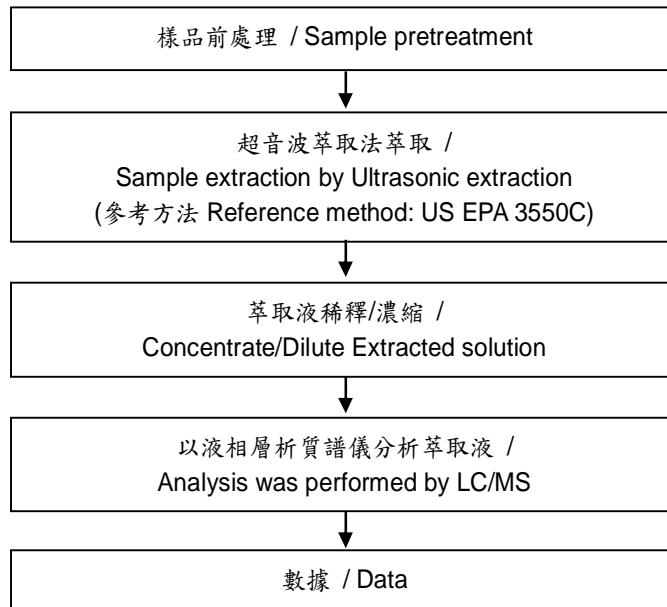 樣品前處理 / Sample pretreatment
超音波萃取法萃取 /
Sample extraction by Ultrasonic extraction
(參考方法 Reference method: US EPA 3550C)
萃取液稀釋/濃縮 /
Concentrate/Dilute Extracted solution
以液相層析質譜儀分析萃取液 /
Analysis was performed by LC/MS
數據 / Data